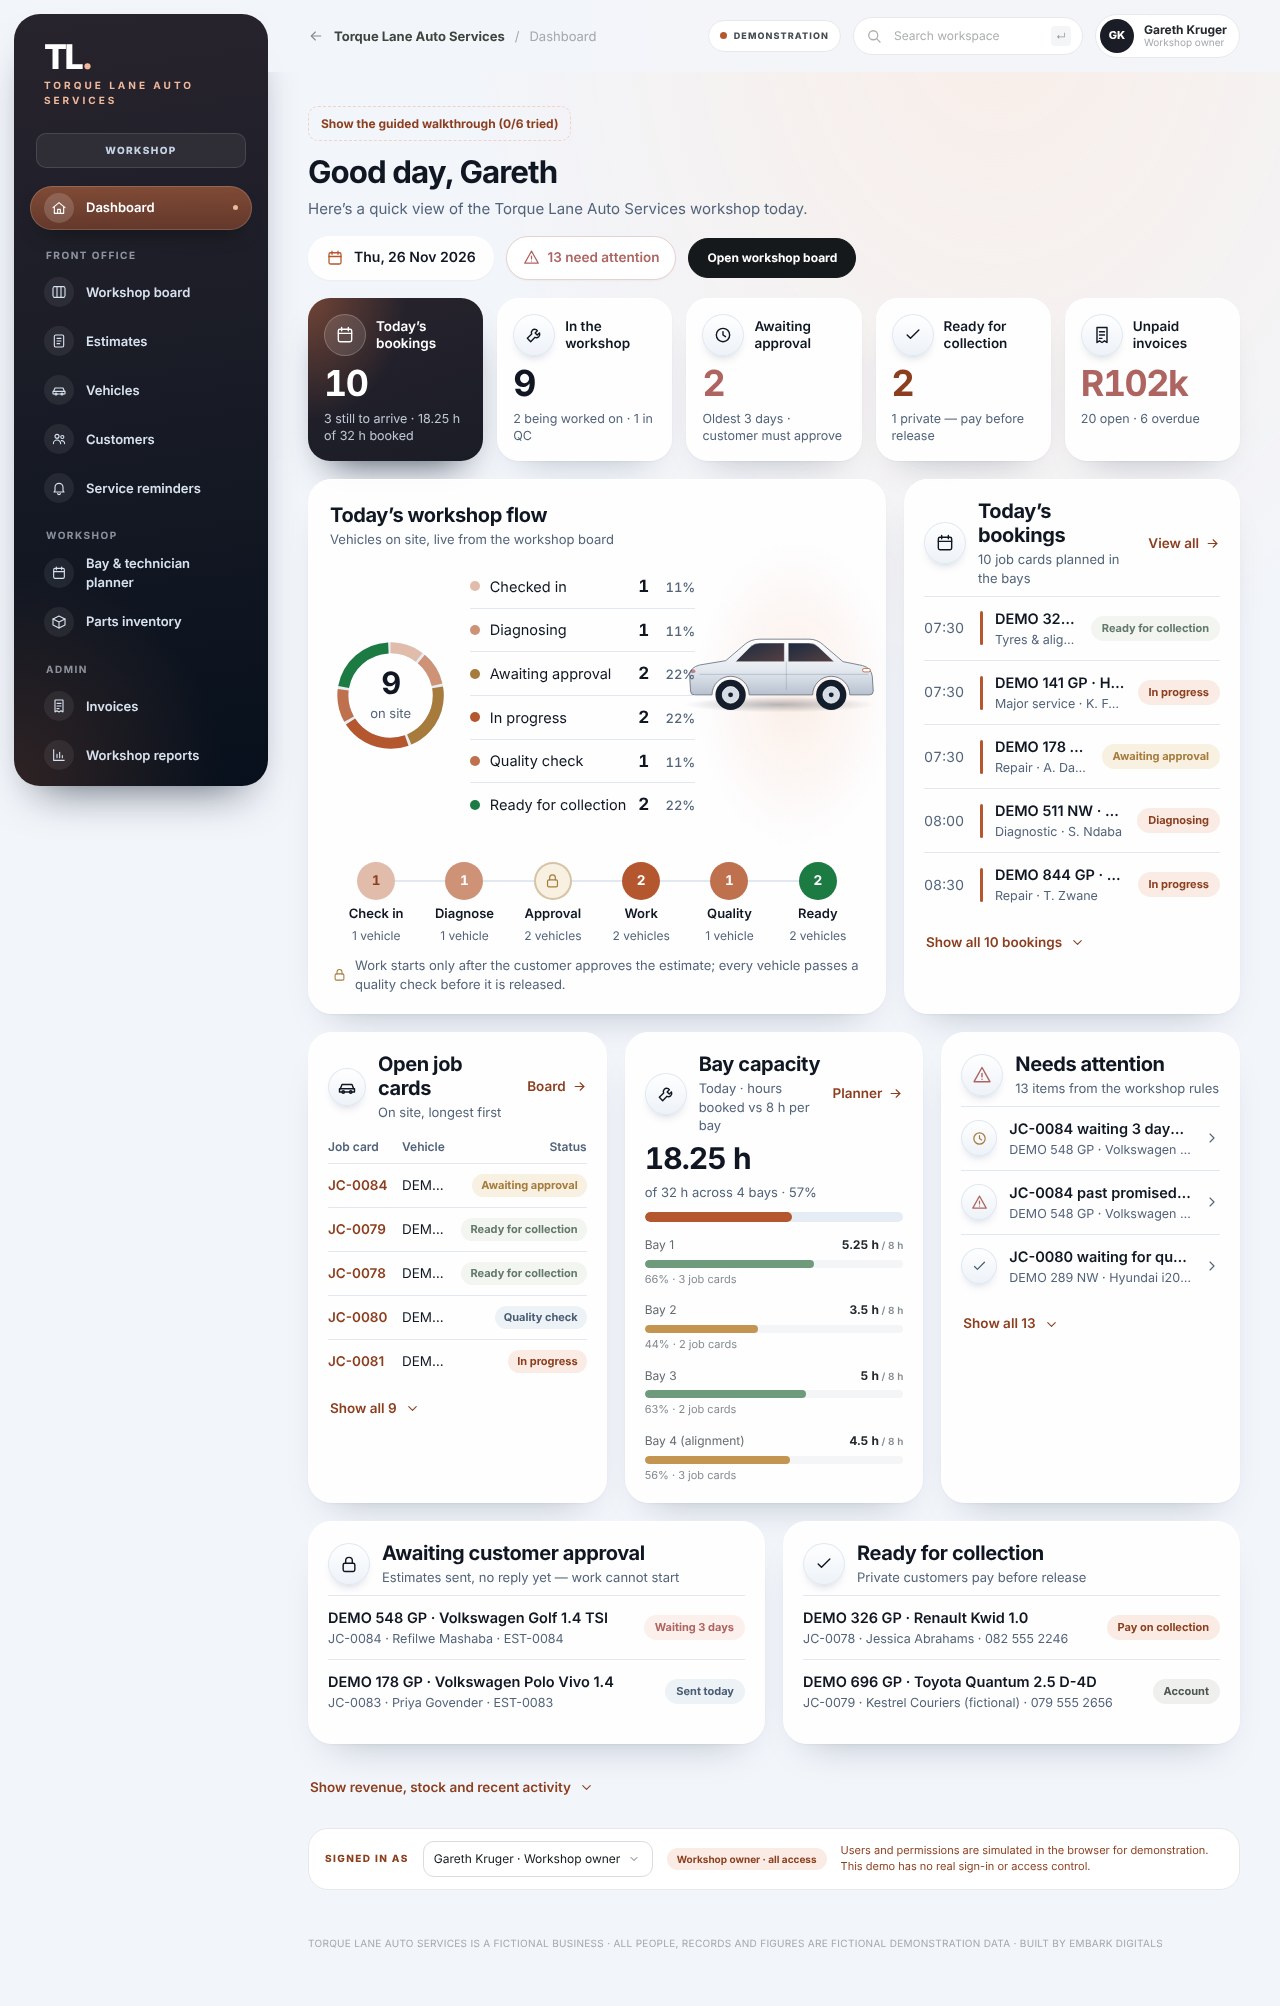 TL.
TORQUE LANE AUTO
SERVICES
WORKSHOP
Dashboard
FRONT OFFICE
Workshop board
Estimates
Vehicles
Customers
Service reminders
WORKSHOP
Bay & technician
planner
Parts inventory
ADMIN
Invoices
Workshop reports
Torque Lane Auto Services / Dashboard
DEMONSTRATION
Search workspace
GK
Gareth Kruger
Workshop owner
Show the guided walkthrough (0/6 tried)
Good day, Gareth
Here's a quick view of the Torque Lane Auto Services workshop today.
Thu, 26 Nov 2026
13 need attention
Open workshop board
Today's
bookings
10
3 still to arrive · 18.25 h
of 32 h booked
In the
workshop
9
2 being worked on · 1 in
QC
Awaiting
approval
2
Oldest 3 days ·
customer must approve
Ready for
collection
2
1 private — pay before
release
Unpaid
invoices
R102k
20 open · 6 overdue
Today's workshop flow
Vehicles on site, live from the workshop board
9
on site
Checked in 1 11%
Diagnosing 1 11%
Awaiting approval 2 22%
In progress 2 22%
Quality check 1 11%
Ready for collection 2 22%
1
Check in
1 vehicle
1
Diagnose
1 vehicle
Approval
2 vehicles
2
Work
2 vehicles
1
Quality
1 vehicle
2
Ready
2 vehicles
Work starts only after the customer approves the estimate; every vehicle passes a
quality check before it is released.
Today's
bookings
10 job cards planned in
the bays
View all →
07:30
DEMO 32...
Tyres & alig...
Ready for collection
07:30
DEMO 141 GP · H...
Major service · K. F...
In progress
07:30
DEMO 178 ...
Repair · A. Da...
Awaiting approval
08:00
DEMO 511 NW · ...
Diagnostic · S. Ndaba
Diagnosing
08:30
DEMO 844 GP · ...
Repair · T. Zwane
In progress
Show all 10 bookings
Open job
cards
On site, longest first
Board →
Job card Vehicle Status
JC-0084 DEM... Awaiting approval
JC-0079 DEM... Ready for collection
JC-0078 DEM... Ready for collection
JC-0080 DEM... Quality check
JC-0081 DEM... In progress
Show all 9
Bay capacity
Today · hours
booked vs 8 h per
bay
Planner →
18.25 h
of 32 h across 4 bays · 57%
Bay 1 5.25 h / 8 h
66% · 3 job cards
Bay 2 3.5 h / 8 h
44% · 2 job cards
Bay 3 5 h / 8 h
63% · 2 job cards
Bay 4 (alignment) 4.5 h / 8 h
56% · 3 job cards
Needs attention
13 items from the workshop rules
JC-0084 waiting 3 day...
DEMO 548 GP · Volkswagen ...
JC-0084 past promised...
DEMO 548 GP · Volkswagen ...
JC-0080 waiting for qu...
DEMO 289 NW · Hyundai i20...
Show all 13
Awaiting customer approval
Estimates sent, no reply yet — work cannot start
DEMO 548 GP · Volkswagen Golf 1.4 TSI
JC-0084 · Refilwe Mashaba · EST-0084
Waiting 3 days
DEMO 178 GP · Volkswagen Polo Vivo 1.4
JC-0083 · Priya Govender · EST-0083
Sent today
Ready for collection
Private customers pay before release
DEMO 326 GP · Renault Kwid 1.0
JC-0078 · Jessica Abrahams · 082 555 2246
Pay on collection
DEMO 696 GP · Toyota Quantum 2.5 D-4D
JC-0079 · Kestrel Couriers (fictional) · 079 555 2656
Account
Show revenue, stock and recent activity
SIGNED IN AS
Gareth Kruger · Workshop owner
Workshop owner · all access
Users and permissions are simulated in the browser for demonstration.
This demo has no real sign-in or access control.
TORQUE LANE AUTO SERVICES IS A FICTIONAL BUSINESS · ALL PEOPLE, RECORDS AND FIGURES ARE FICTIONAL DEMONSTRATION DATA · BUILT BY EMBARK DIGITALS